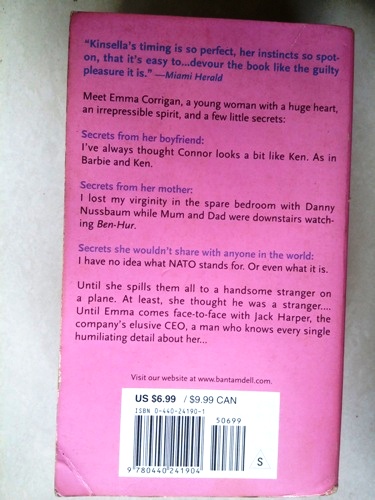 "Kinsella's timing is so perfect, her instincts so spot-
on, that it's easy to...devour the book like the guilty
pleasure it is." —Miami Herald
Meet Emma Corrigan, a young woman with a huge heart,
an irrepressible spirit, and a few little secrets:
Secrets from her boyfriend:
I've always thought Connor looks a bit like Ken. As in
Barbie and Ken.
Secrets from her mother:
I lost my virginity in the spare bedroom with Danny
Nussbaum while Mum and Dad were downstairs watch-
ing Ben-Hur.
Secrets she wouldn't share with anyone in the world:
I have no idea what NATO stands for. Or even what it is.
Until she spills them all to a handsome stranger on
a plane. At least, she thought he was a stranger....
Until Emma comes face-to-face with Jack Harper, the
company's elusive CEO, a man who knows every single
humiliating detail about her...
Visit our website at www.bantamdell.com.
US $6.99 / $9.99 CAN
ISBN 0-440-24190-1
50699
9 780440 241904
S